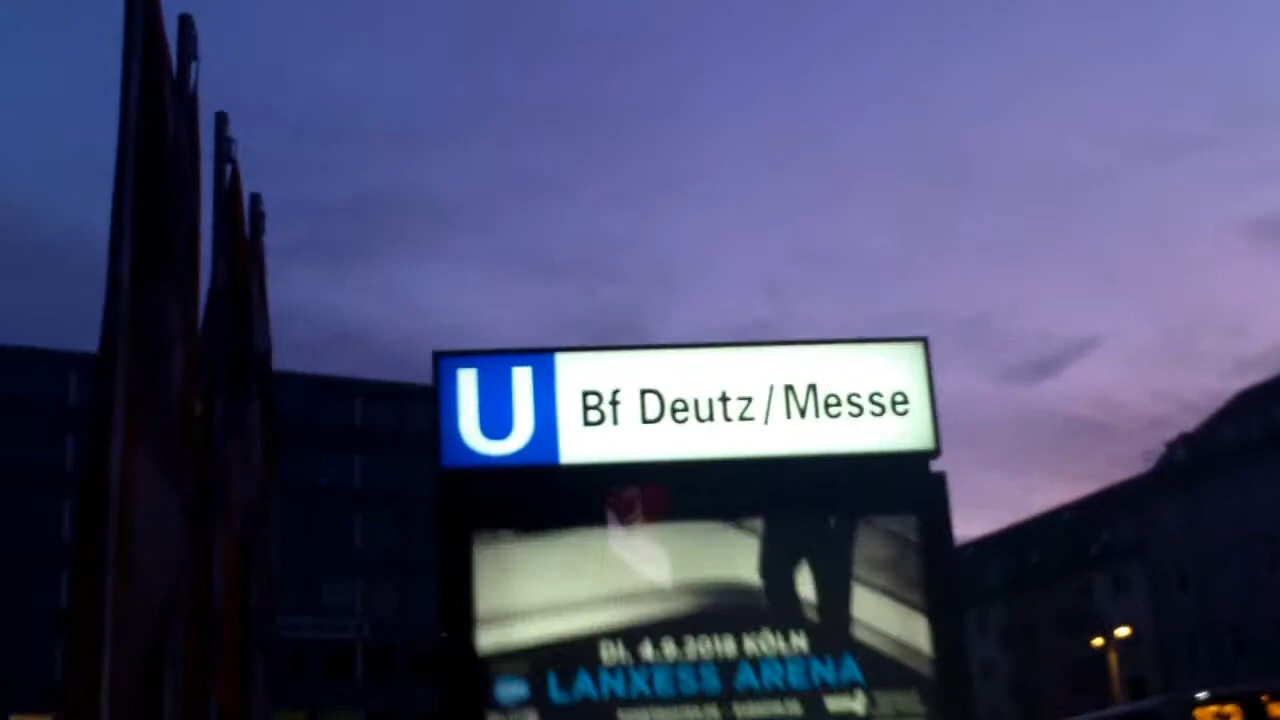 U Bf Deutz/Messe
DI, 4.9.2018 KÖLN
LANXESS ARENA